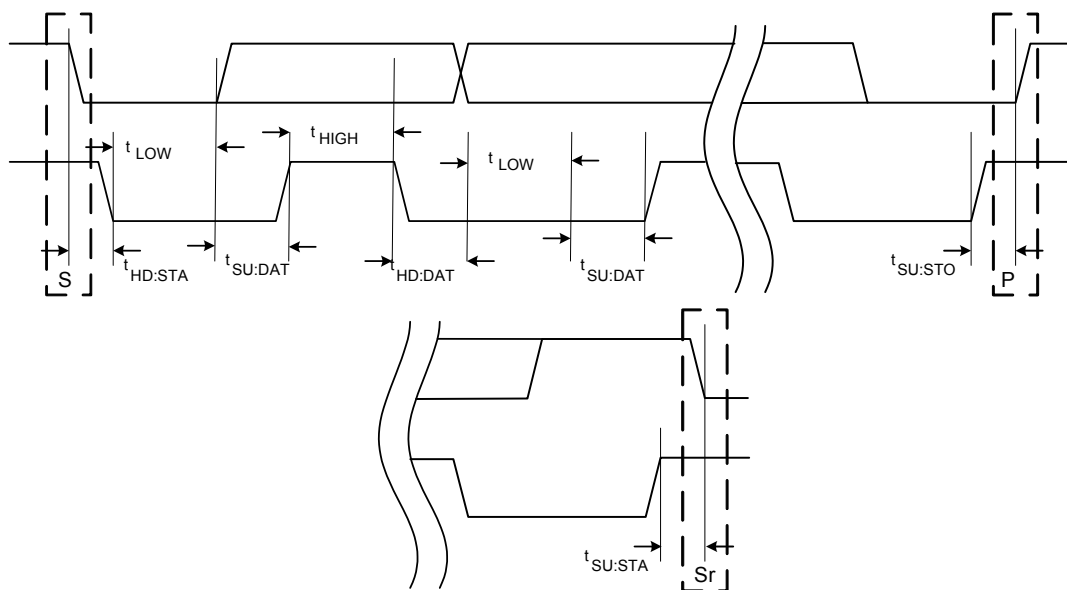 t LOW
t HIGH
t LOW
t HD:STA
t SU:DAT
t HD:DAT
t SU:DAT
t SU:STO
S
P
t SU:STA
Sr